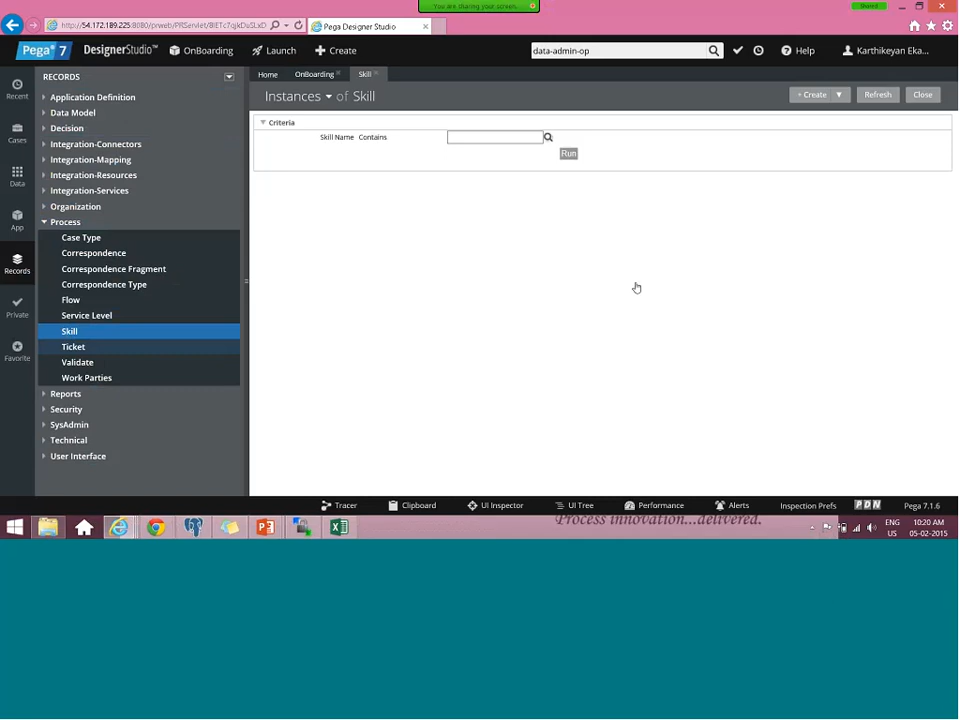 You are sharing your screen.
Shared
http://54.172.189.225:8080/prweb/PRServlet/
Pega Designer Studio
Pega 7 DesignerStudio™ OnBoarding Launch Create data-admin-op Help Karthikeyan Eka...
Recent
Cases
Data
App
Records
Private
Favorite
RECORDS
Application Definition
Data Model
Decision
Integration-Connectors
Integration-Mapping
Integration-Resources
Integration-Services
Organization
Process
Case Type
Correspondence
Correspondence Fragment
Correspondence Type
Flow
Service Level
Skill
Ticket
Validate
Work Parties
Reports
Security
SysAdmin
Technical
User Interface
Home OnBoarding Skill
Instances of Skill
+ Create Refresh Close
Criteria
Skill Name Contains
Run
Tracer Clipboard UI Inspector UI Tree Performance Alerts Inspection Prefs PDN Pega 7.1.6
Process innovation...delivered.
ENG 10:20 AM
US 05-02-2015